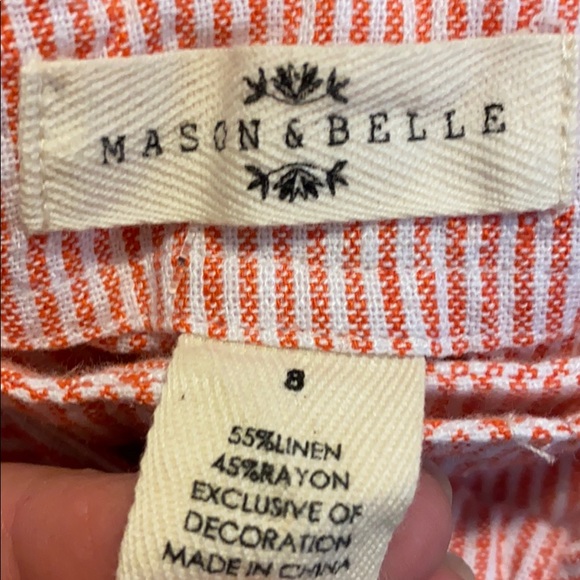 MASON & BELLE
8
55%LINEN
45%RAYON
EXCLUSIVE OF
DECORATION
MADE IN CHINA